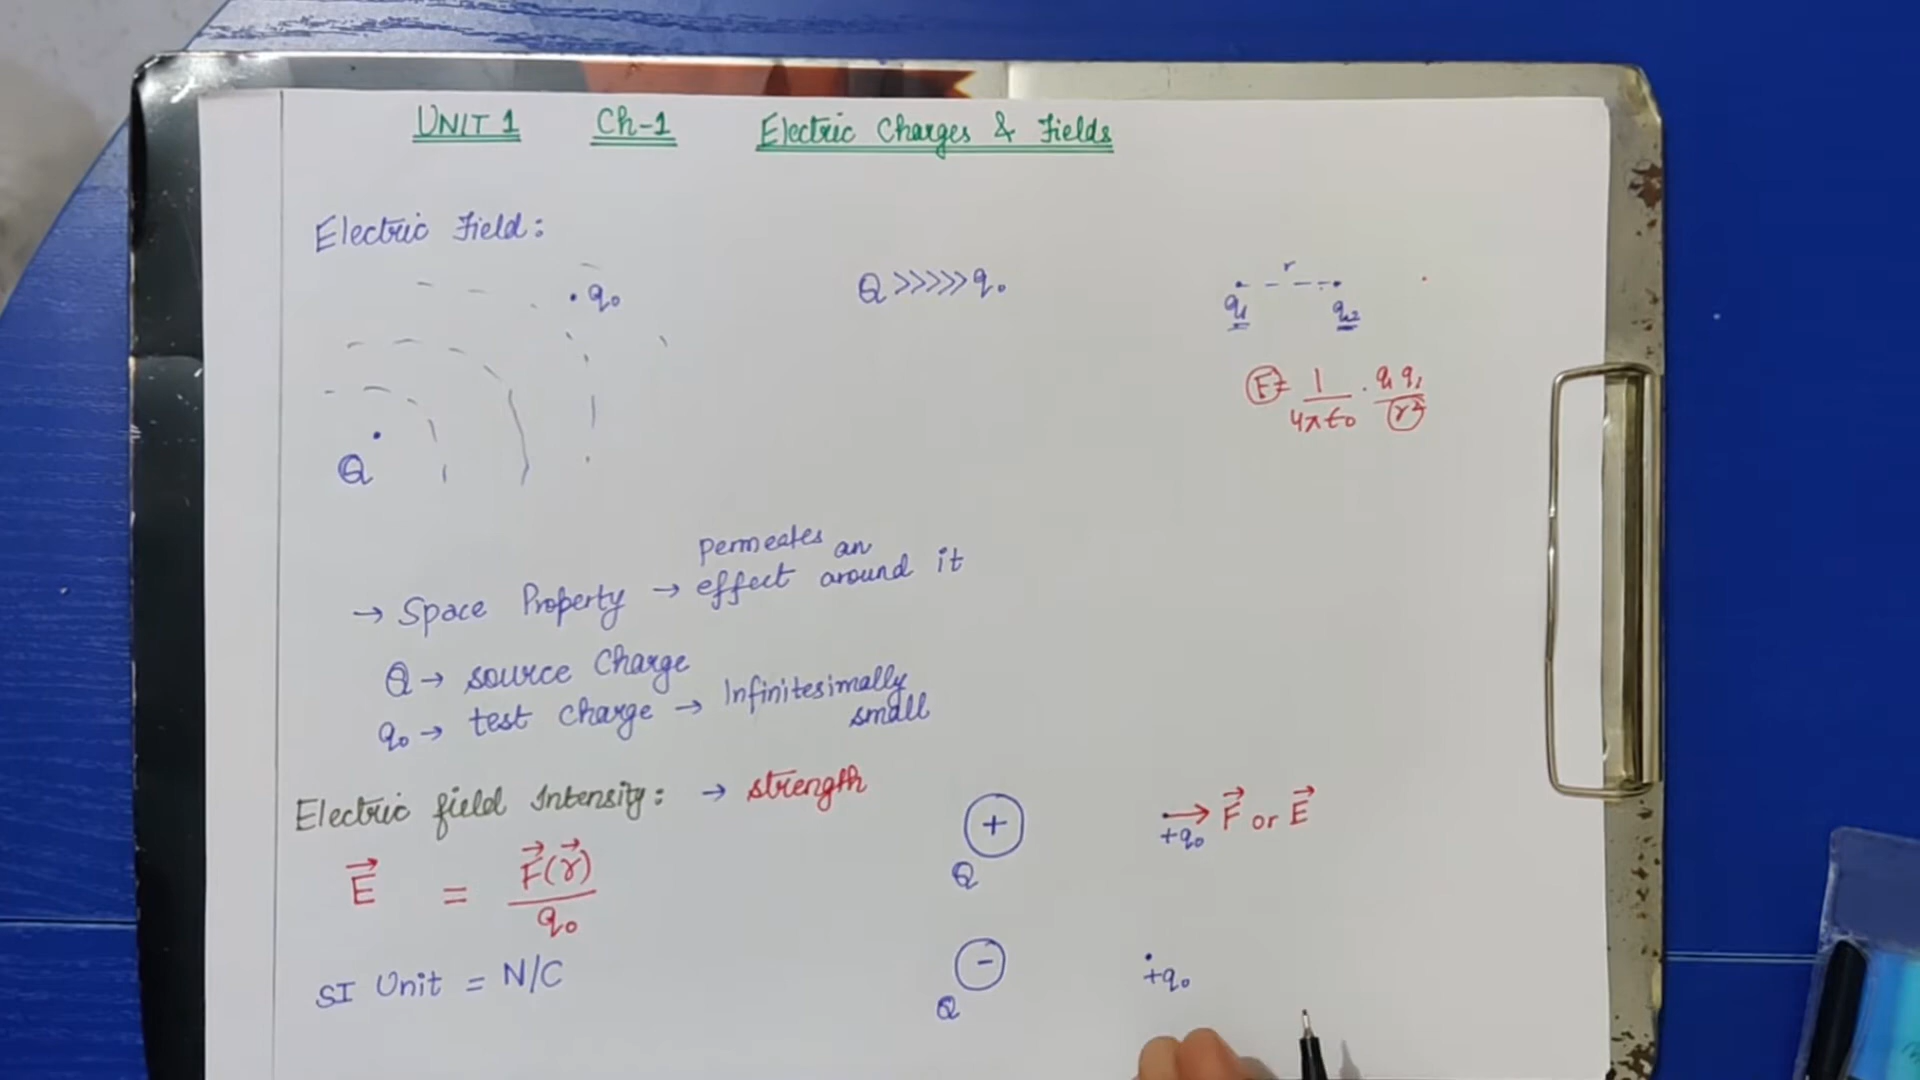 UNIT 1 Ch-1 Electric Charges & Fields
Electric Field:
q₀
Q >>>>> q₀
r
q₁ q₂
F = 1/4πε₀ · q₁ q₂/r²
Q
permeates an
→ Space Property → effect around it
Q → source Charge
q₀ → test charge → Infinitesimally
small
Electric field Intensity: → strength
+ +q₀ → F⃗ or E⃗
Q
E⃗ = F⃗(r⃗)/q₀
SI Unit = N/C
- +q₀
Q